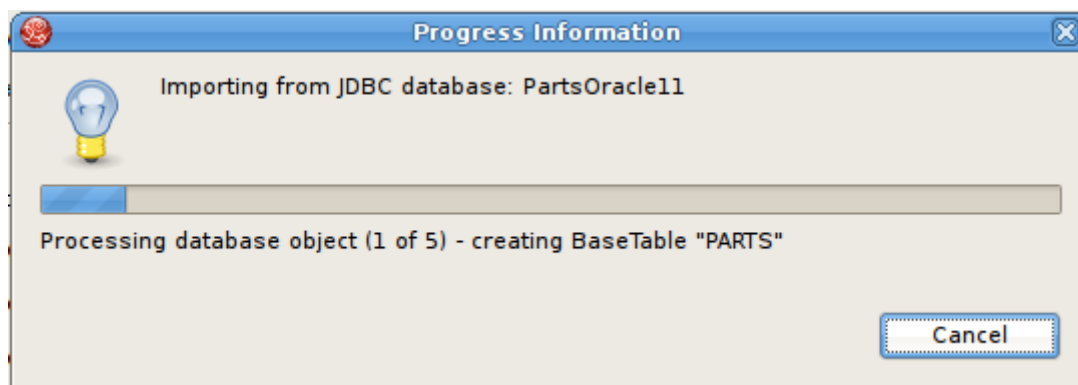 Progress Information
Importing from JDBC database: PartsOracle11
Processing database object (1 of 5) - creating BaseTable "PARTS"
Cancel